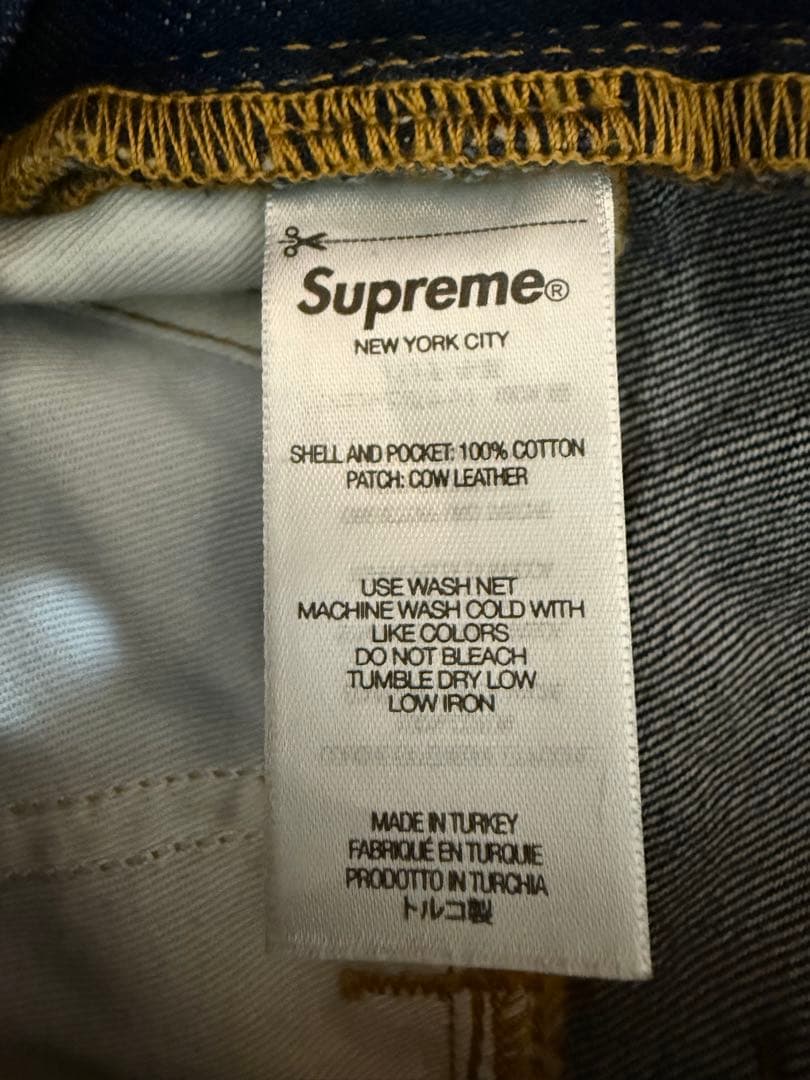 Supreme®
NEW YORK CITY
SHELL AND POCKET: 100% COTTON
PATCH: COW LEATHER
USE WASH NET
MACHINE WASH COLD WITH
LIKE COLORS
DO NOT BLEACH
TUMBLE DRY LOW
LOW IRON
MADE IN TURKEY
FABRIQUÉ EN TURQUIE
PRODOTTO IN TURCHIA
トルコ製